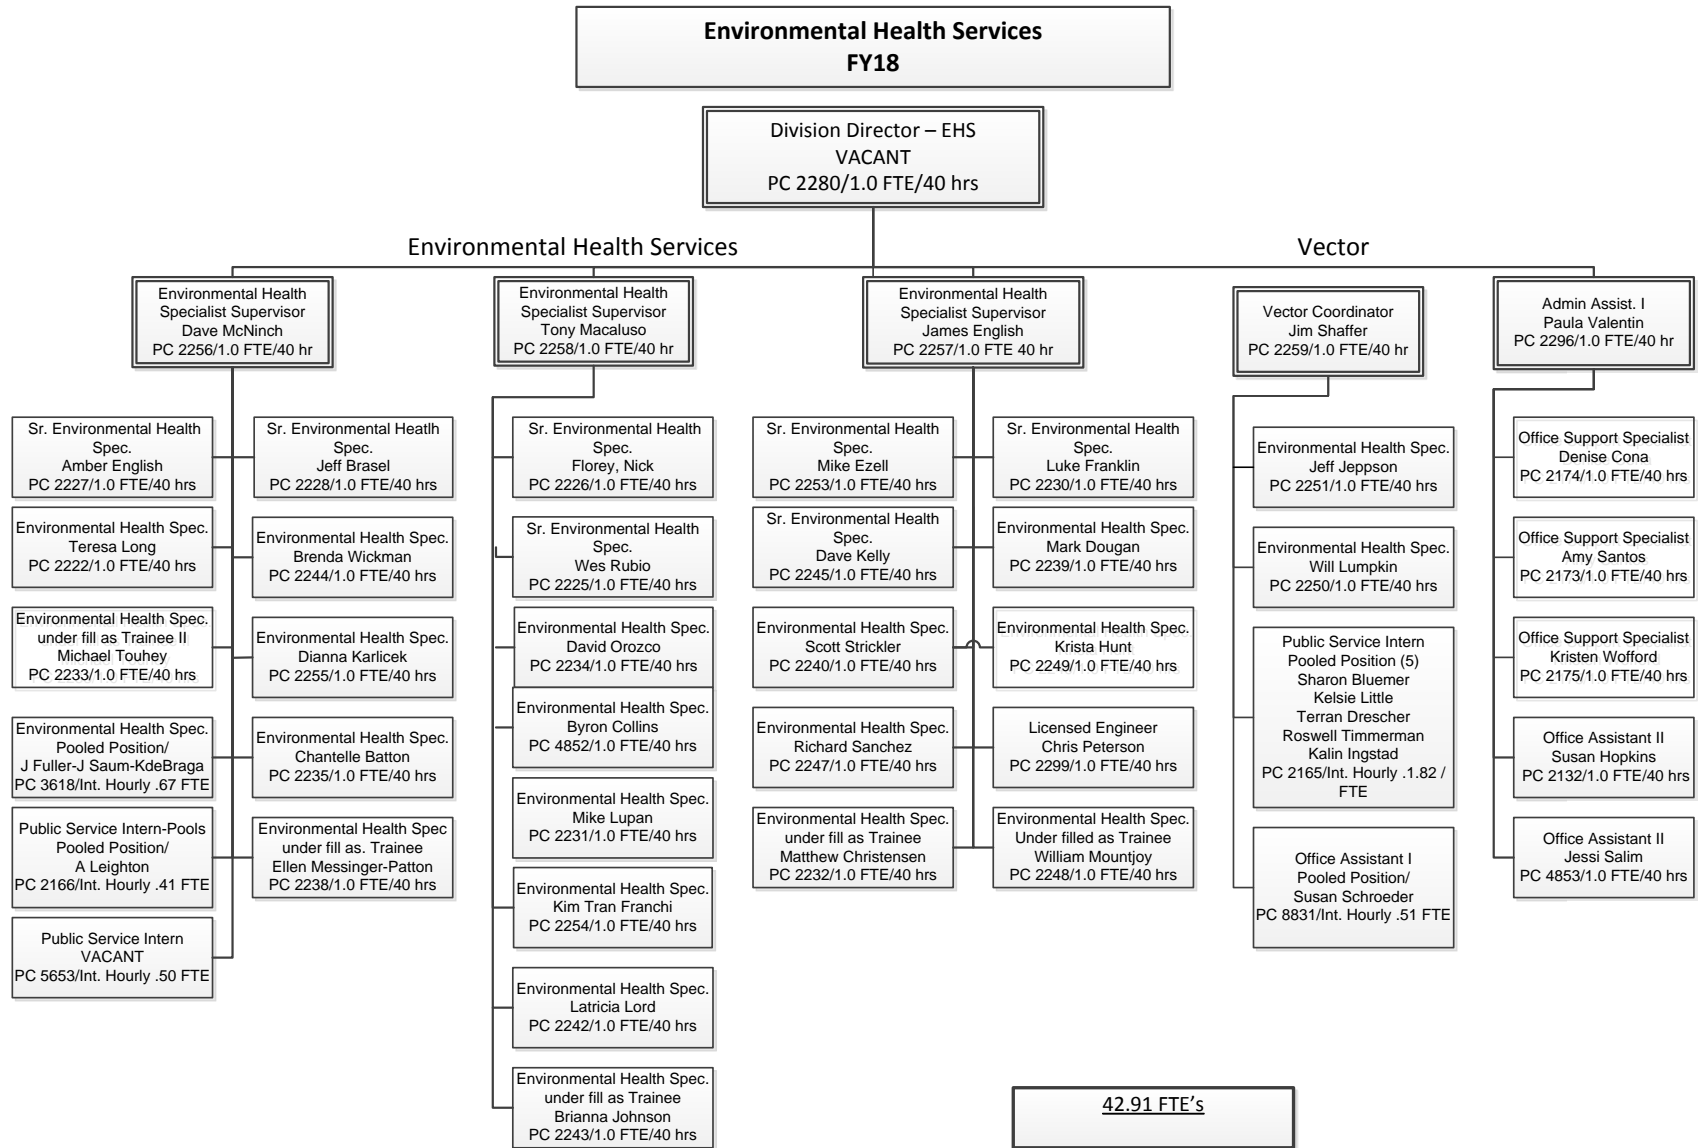 Environmental Health Services
FY18
Division Director – EHS
VACANT
PC 2280/1.0 FTE/40 hrs
Environmental Health Services
Vector
Environmental Health
Specialist Supervisor
Dave McNinch
PC 2256/1.0 FTE/40 hr
Environmental Health
Specialist Supervisor
Tony Macaluso
PC 2258/1.0 FTE/40 hr
Environmental Health
Specialist Supervisor
James English
PC 2257/1.0 FTE 40 hr
Vector Coordinator
Jim Shaffer
PC 2259/1.0 FTE/40 hr
Admin Assist. I
Paula Valentin
PC 2296/1.0 FTE/40 hr
Sr. Environmental Health
Spec.
Amber English
PC 2227/1.0 FTE/40 hrs
Sr. Environmental Heatlh
Spec.
Jeff Brasel
PC 2228/1.0 FTE/40 hrs
Environmental Health Spec.
Teresa Long
PC 2222/1.0 FTE/40 hrs
Environmental Health Spec.
Brenda Wickman
PC 2244/1.0 FTE/40 hrs
Environmental Health Spec.
under fill as Trainee II
Michael Touhey
PC 2233/1.0 FTE/40 hrs
Environmental Health Spec.
Dianna Karlicek
PC 2255/1.0 FTE/40 hrs
Environmental Health Spec.
Pooled Position/
J Fuller-J Saum-KdeBraga
PC 3618/Int. Hourly .67 FTE
Environmental Health Spec.
Chantelle Batton
PC 2235/1.0 FTE/40 hrs
Public Service Intern-Pools
Pooled Position/
A Leighton
PC 2166/Int. Hourly .41 FTE
Environmental Health Spec
under fill as. Trainee
Ellen Messinger-Patton
PC 2238/1.0 FTE/40 hrs
Public Service Intern
VACANT
PC 5653/Int. Hourly .50 FTE
Sr. Environmental Health
Spec.
Florey, Nick
PC 2226/1.0 FTE/40 hrs
Sr. Environmental Health
Spec.
Wes Rubio
PC 2225/1.0 FTE/40 hrs
Environmental Health Spec.
David Orozco
PC 2234/1.0 FTE/40 hrs
Environmental Health Spec.
Byron Collins
PC 4852/1.0 FTE/40 hrs
Environmental Health Spec.
Mike Lupan
PC 2231/1.0 FTE/40 hrs
Environmental Health Spec.
Kim Tran Franchi
PC 2254/1.0 FTE/40 hrs
Environmental Health Spec.
Latricia Lord
PC 2242/1.0 FTE/40 hrs
Environmental Health Spec.
under fill as Trainee
Brianna Johnson
PC 2243/1.0 FTE/40 hrs
Sr. Environmental Health
Spec.
Mike Ezell
PC 2253/1.0 FTE/40 hrs
Sr. Environmental Health
Spec.
Luke Franklin
PC 2230/1.0 FTE/40 hrs
Sr. Environmental Health
Spec.
Dave Kelly
PC 2245/1.0 FTE/40 hrs
Environmental Health Spec.
Mark Dougan
PC 2239/1.0 FTE/40 hrs
Environmental Health Spec.
Scott Strickler
PC 2240/1.0 FTE/40 hrs
Environmental Health Spec.
Krista Hunt
PC 2249/1.0 FTE/40 hrs
Environmental Health Spec.
Richard Sanchez
PC 2247/1.0 FTE/40 hrs
Licensed Engineer
Chris Peterson
PC 2299/1.0 FTE/40 hrs
Environmental Health Spec.
under fill as Trainee
Matthew Christensen
PC 2232/1.0 FTE/40 hrs
Environmental Health Spec.
Under filled as Trainee
William Mountjoy
PC 2248/1.0 FTE/40 hrs
Environmental Health Spec.
Jeff Jeppson
PC 2251/1.0 FTE/40 hrs
Environmental Health Spec.
Will Lumpkin
PC 2250/1.0 FTE/40 hrs
Public Service Intern
Pooled Position (5)
Sharon Bluemer
Kelsie Little
Terran Drescher
Roswell Timmerman
Kalin Ingstad
PC 2165/Int. Hourly .1.82 /
FTE
Office Assistant I
Pooled Position/
Susan Schroeder
PC 8831/Int. Hourly .51 FTE
Office Support Specialist
Denise Cona
PC 2174/1.0 FTE/40 hrs
Office Support Specialist
Amy Santos
PC 2173/1.0 FTE/40 hrs
Office Support Specialist
Kristen Wofford
PC 2175/1.0 FTE/40 hrs
Office Assistant II
Susan Hopkins
PC 2132/1.0 FTE/40 hrs
Office Assistant II
Jessi Salim
PC 4853/1.0 FTE/40 hrs
42.91 FTE's